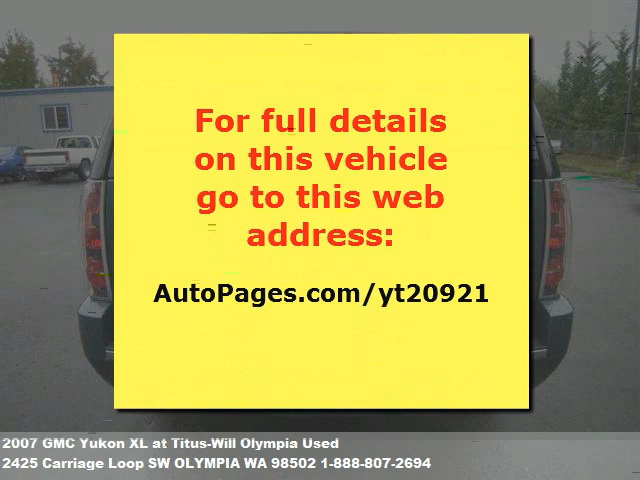 For full details
on this vehicle
go to this web
address:
AutoPages.com/yt20921
2007 GMC Yukon XL at Titus-Will Olympia Used
2425 Carriage Loop SW OLYMPIA WA 98502 1-888-807-2694